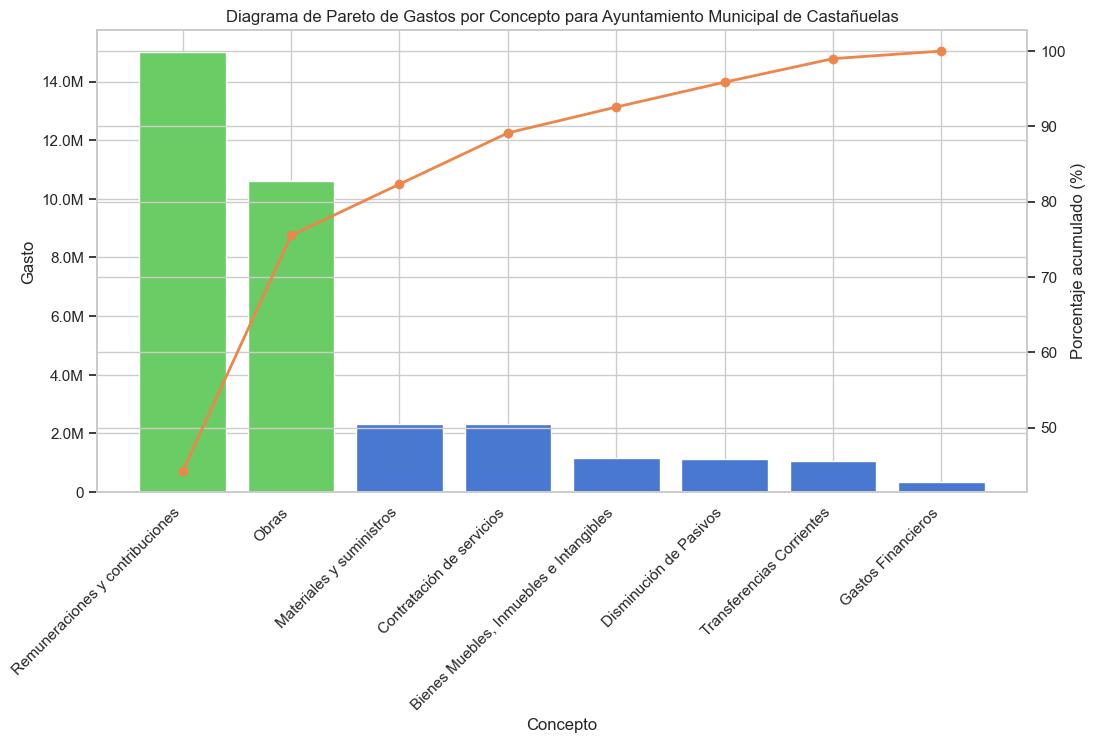 Diagrama de Pareto de Gastos por Concepto para Ayuntamiento Municipal de Castañuelas
Gasto
14.0M
12.0M
10.0M
8.0M
6.0M
4.0M
2.0M
0
100
90
80
70
60
50
Porcentaje acumulado (%)
Remuneraciones y contribuciones
Obras
Materiales y suministros
Contratación de servicios
Bienes Muebles, Inmuebles e Intangibles
Disminución de Pasivos
Transferencias Corrientes
Gastos Financieros
Concepto